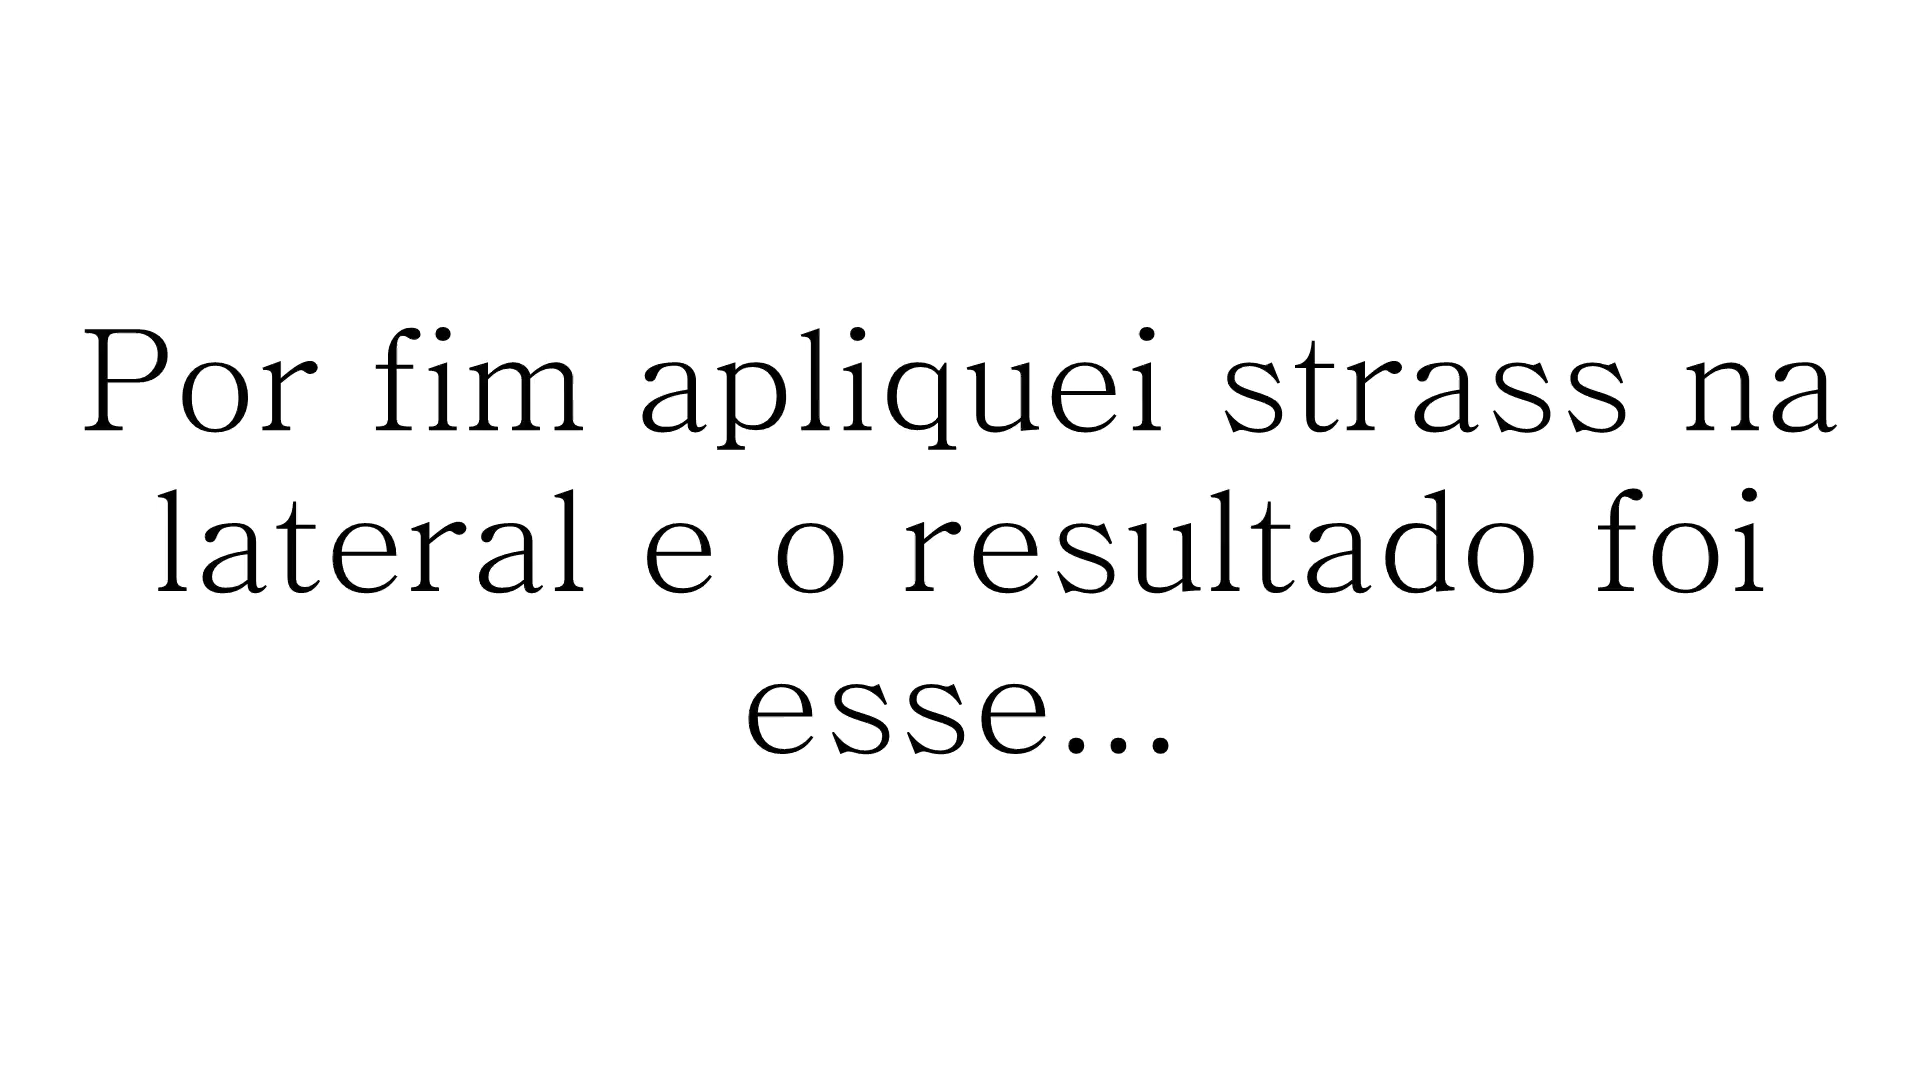 Por fim apliquei strass na
lateral e o resultado foi
esse...